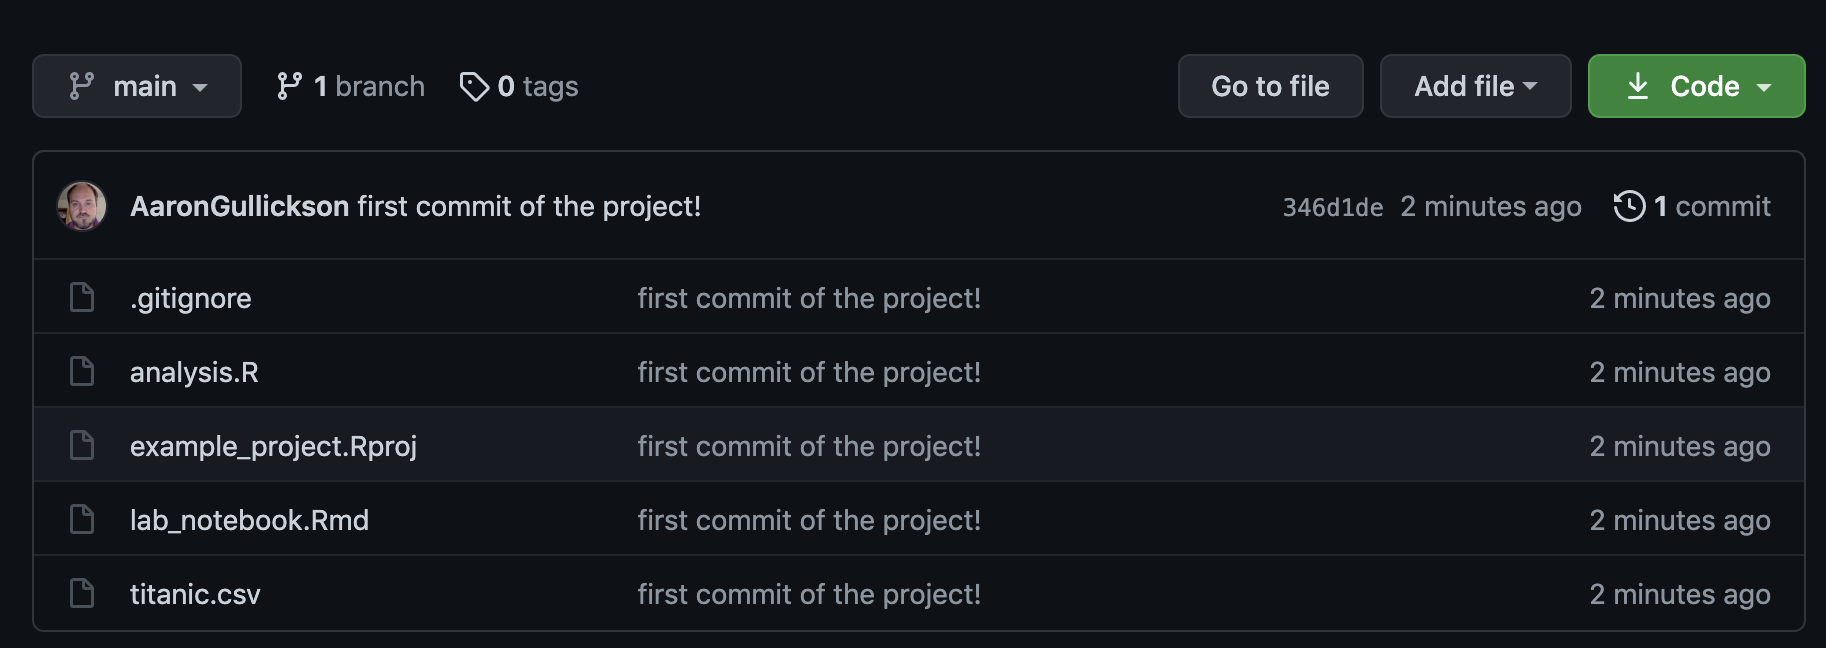 main 1 branch 0 tags Go to file Add file Code
AaronGullickson first commit of the project! 346d1de 2 minutes ago 1 commit
.gitignore first commit of the project! 2 minutes ago
analysis.R first commit of the project! 2 minutes ago
example_project.Rproj first commit of the project! 2 minutes ago
lab_notebook.Rmd first commit of the project! 2 minutes ago
titanic.csv first commit of the project! 2 minutes ago